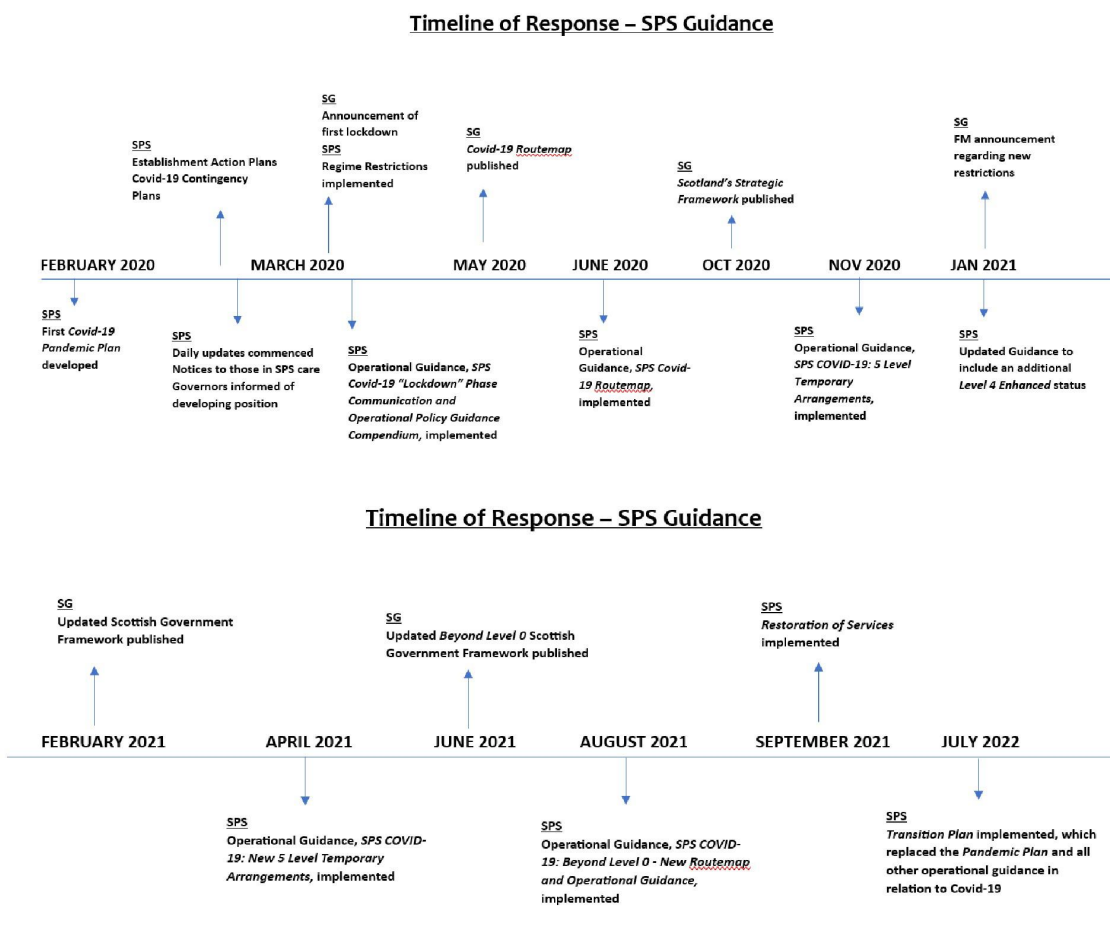 Timeline of Response – SPS Guidance
SPS
Establishment Action Plans
Covid-19 Contingency
Plans
SG
Announcement of
first lockdown
SPS
Regime Restrictions
implemented
SG
Covid-19 Routemap
published
SG
Scotland's Strategic
Framework published
SG
FM announcement
regarding new
restrictions
FEBRUARY 2020
MARCH 2020
MAY 2020
JUNE 2020
OCT 2020
NOV 2020
JAN 2021
SPS
First Covid-19
Pandemic Plan
developed
SPS
Daily updates commenced
Notices to those in SPS care
Governors informed of
developing position
SPS
Operational Guidance, SPS
Covid-19 “Lockdown” Phase
Communication and
Operational Policy Guidance
Compendium, implemented
SPS
Operational
Guidance, SPS Covid-
19 Routemap,
implemented
SPS
Operational Guidance,
SPS COVID-19: 5 Level
Temporary
Arrangements,
implemented
SPS
Updated Guidance to
include an additional
Level 4 Enhanced status
Timeline of Response – SPS Guidance
SG
Updated Scottish Government
Framework published
SG
Updated Beyond Level 0 Scottish
Government Framework published
SPS
Restoration of Services
implemented
FEBRUARY 2021
APRIL 2021
JUNE 2021
AUGUST 2021
SEPTEMBER 2021
JULY 2022
SPS
Operational Guidance, SPS COVID-
19: New 5 Level Temporary
Arrangements, implemented
SPS
Operational Guidance, SPS COVID-
19: Beyond Level 0 - New Routemap
and Operational Guidance,
implemented
SPS
Transition Plan implemented, which
replaced the Pandemic Plan and all
other operational guidance in
relation to Covid-19